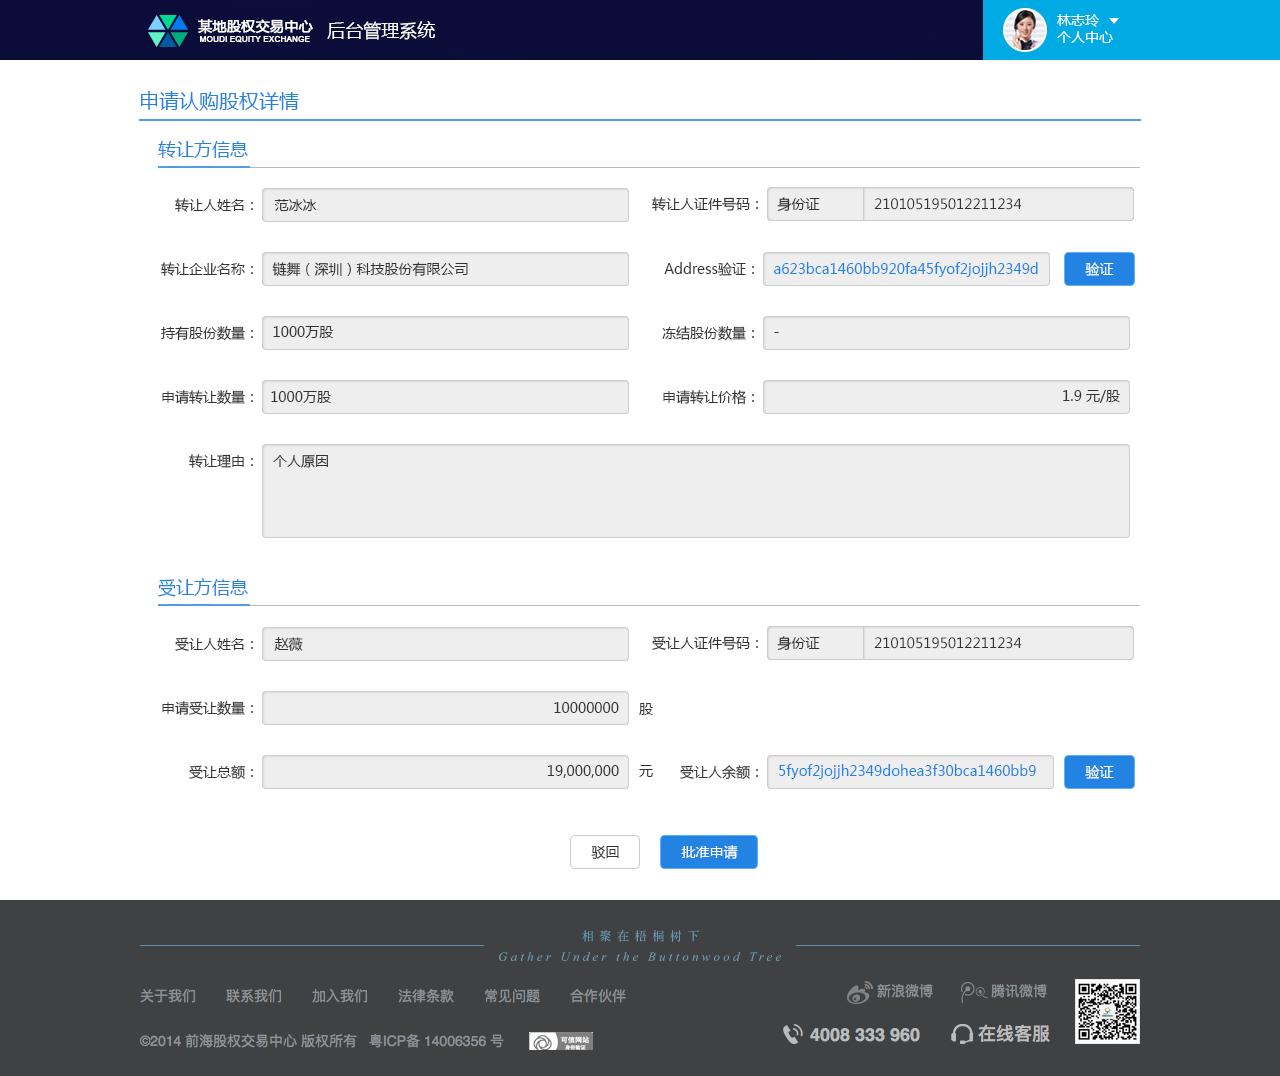 某地股权交易中心 后台管理系统
MOUDI EQUITY EXCHANGE
林志玲
个人中心
申请认购股权详情
转让方信息
转让人姓名： 范冰冰 转让人证件号码： 身份证 210105195012211234
转让企业名称： 链舞（深圳）科技股份有限公司 Address验证： a623bca1460bb920fa45fyof2jojjh2349d 验证
持有股份数量： 1000万股 冻结股份数量： -
申请转让数量： 1000万股 申请转让价格： 1.9 元/股
转让理由： 个人原因
受让方信息
受让人姓名： 赵薇 受让人证件号码： 身份证 210105195012211234
申请受让数量： 10000000 股
受让总额： 19,000,000 元 受让人余额： 5fyof2jojjh2349dohea3f30bca1460bb9 验证
驳回 批准申请
相聚在梧桐树下
Gather Under the Buttonwood Tree
关于我们 联系我们 加入我们 法律条款 常见问题 合作伙伴 新浪微博 腾讯微博
©2014 前海股权交易中心 版权所有 粤ICP备 14006356 号 可信网站 身份验证 4008 333 960 在线客服